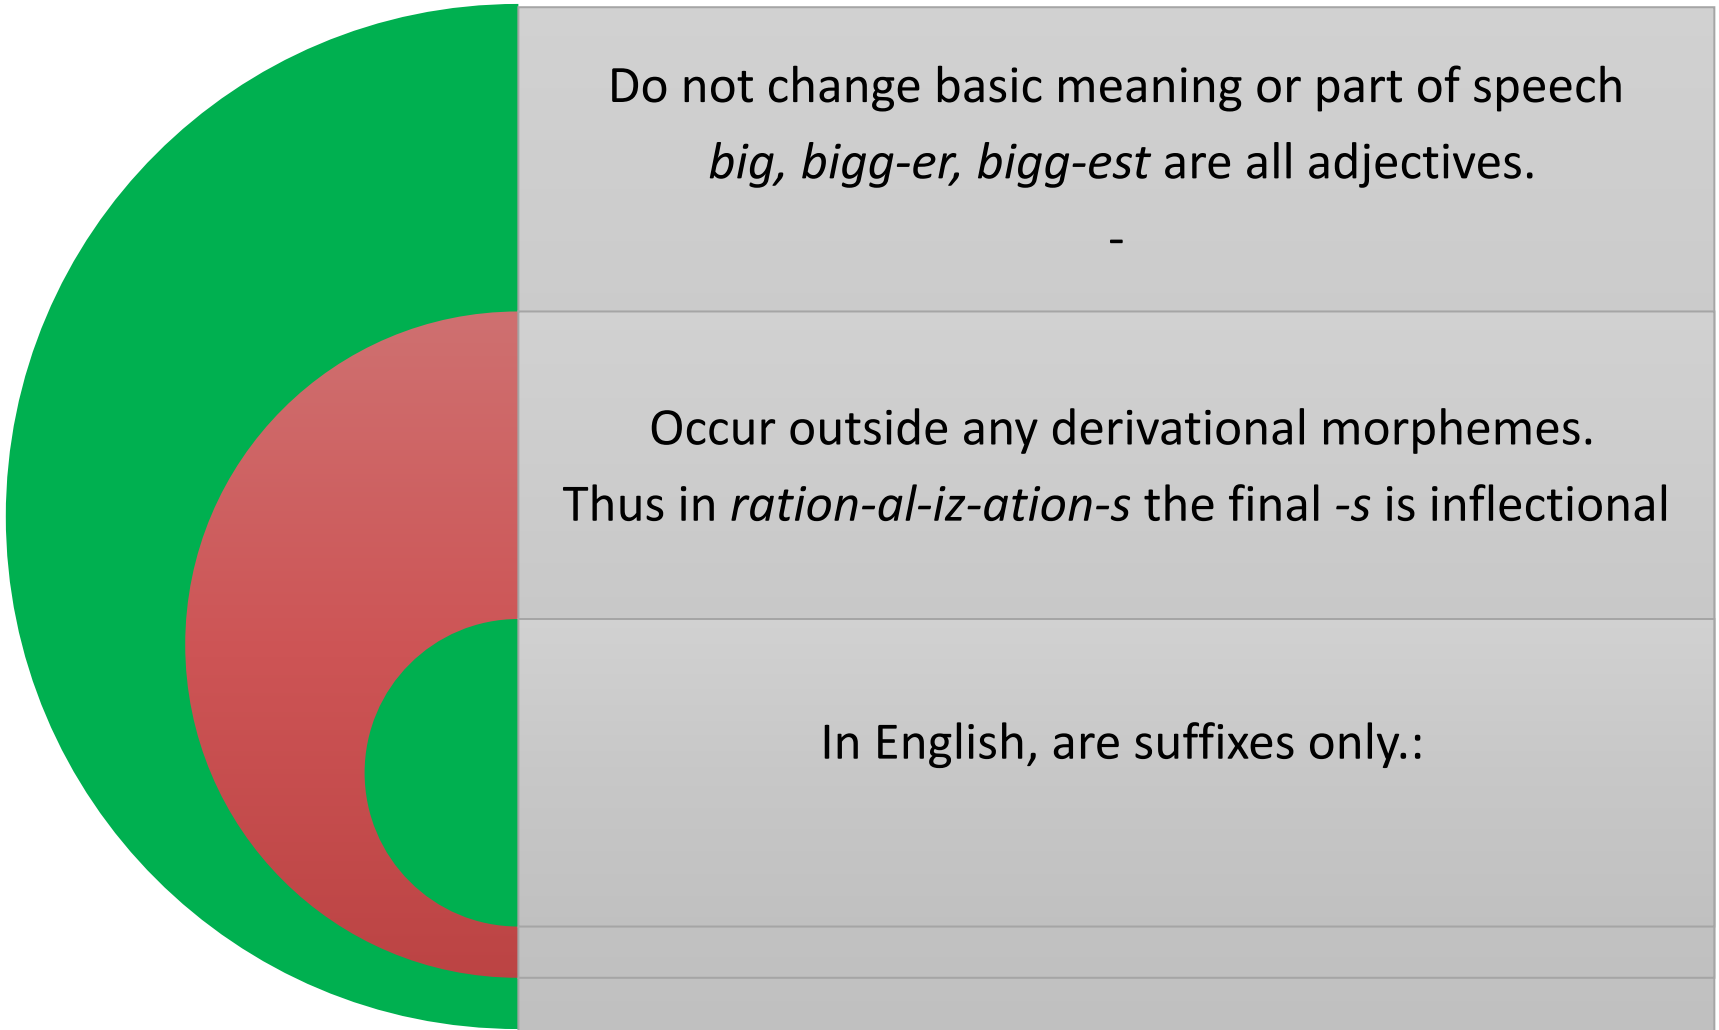 Do not change basic meaning or part of speech
big, bigg-er, bigg-est are all adjectives.
-
Occur outside any derivational morphemes.
Thus in ration-al-iz-ation-s the final -s is inflectional
In English, are suffixes only.: